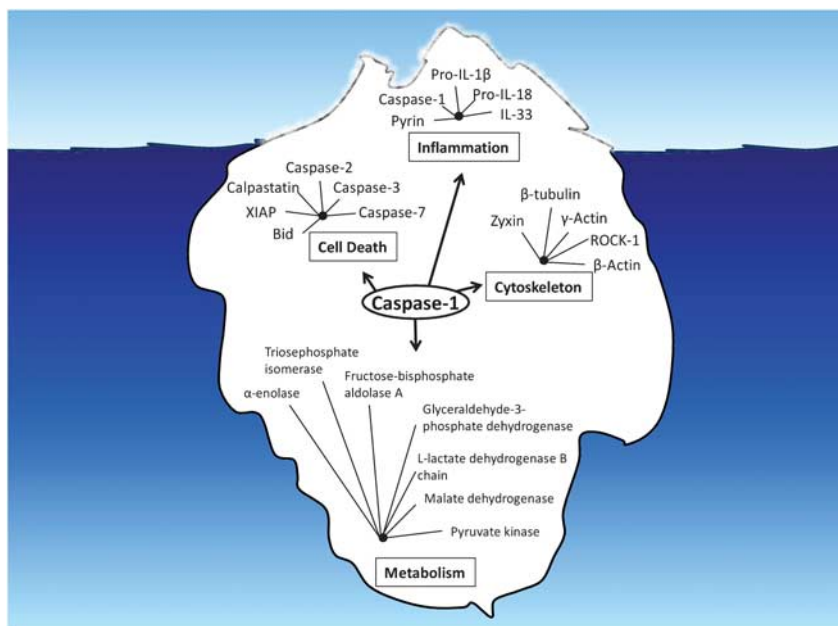 Pro-IL-1β
Caspase-1
Pro-IL-18
Pyrin
IL-33
Inflammation
Caspase-2
Calpastatin
Caspase-3
XIAP
Caspase-7
Bid
Cell Death
β-tubulin
Zyxin
γ-Actin
ROCK-1
β-Actin
Cytoskeleton
Caspase-1
Triosephosphate
isomerase
α-enolase
Fructose-bisphosphate
aldolase A
Glyceraldehyde-3-
phosphate dehydrogenase
L-lactate dehydrogenase B
chain
Malate dehydrogenase
Pyruvate kinase
Metabolism